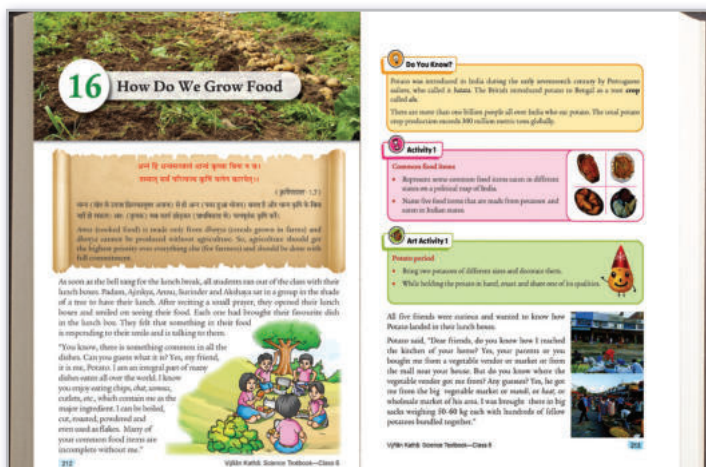 16 How Do We Grow Food
अन्नं हि धान्यसञ्जातं धान्यं कृष्या विना न च।
तस्मात् सर्वं परित्यज्य कृषिं यत्नेन कारयेत्।।
Anna (cooked food) is made only from dhānya (cereals grown in farms) and
dhānya cannot be produced without agriculture. So, agriculture should get
the highest priority over everything else (for farmers) and should be done with
full commitment.
As soon as the bell rang for the lunch break, all students ran out of the class with their
lunch boxes. Padam, Ajinkya, Annu, Surinder and Akshaya sat in a group in the shade
of a tree to have their lunch. After reciting a small prayer, they opened their lunch
boxes and smiled on seeing their food. Each one had brought their favourite dish
in the lunch box. They felt that something in their food
is responding to their smile and is talking to them.
"You know, there is something common in all the
dishes. Can you guess what it is? Yes, my friend,
it is me, Potato. I am an integral part of many
dishes eaten all over the world. I know
you enjoy eating chips, chat, samosa,
cutlets, etc., which contain me as the
major ingredient. I can be boiled,
cut, roasted, powdered and
even used as flakes. Many of
your common food items are
incomplete without me."
212
Vijñān Kathā: Science Textbook—Class 6
Do You Know?
Potato was introduced to India during the early seventeenth century by Portuguese
sailors, who called it batata. The British introduced potato to Bengal as a root crop
called alu.
There are more than one billion people all over India who eat potato. The total potato
crop production exceeds 300 million metric tons globally.
Activity 1
Common food items
• Represent some common food items eaten in different
states on a political map of India.
• Name five food items that are made from potatoes and
eaten in Indian states.
Art Activity 1
Potato period
• Bring two potatoes of different sizes and decorate them.
• While holding the potato in hand, enact and share one of its qualities.
All five friends were curious and wanted to know how
Potato landed in their lunch boxes.
Potato said, "Dear friends, do you know how I reached
the kitchen of your home? Yes, your parents or you
bought me from a vegetable vendor or market or from
the mall near your house. But do you know where the
vegetable vendor got me from? Any guesses? Yes, he got
me from the big vegetable market or mandi, or haat, or
wholesale market of his area. I was brought there in big
sacks weighing 50-60 kg each with hundreds of fellow
potatoes bundled together."
Vijñān Kathā: Science Textbook—Class 6
213